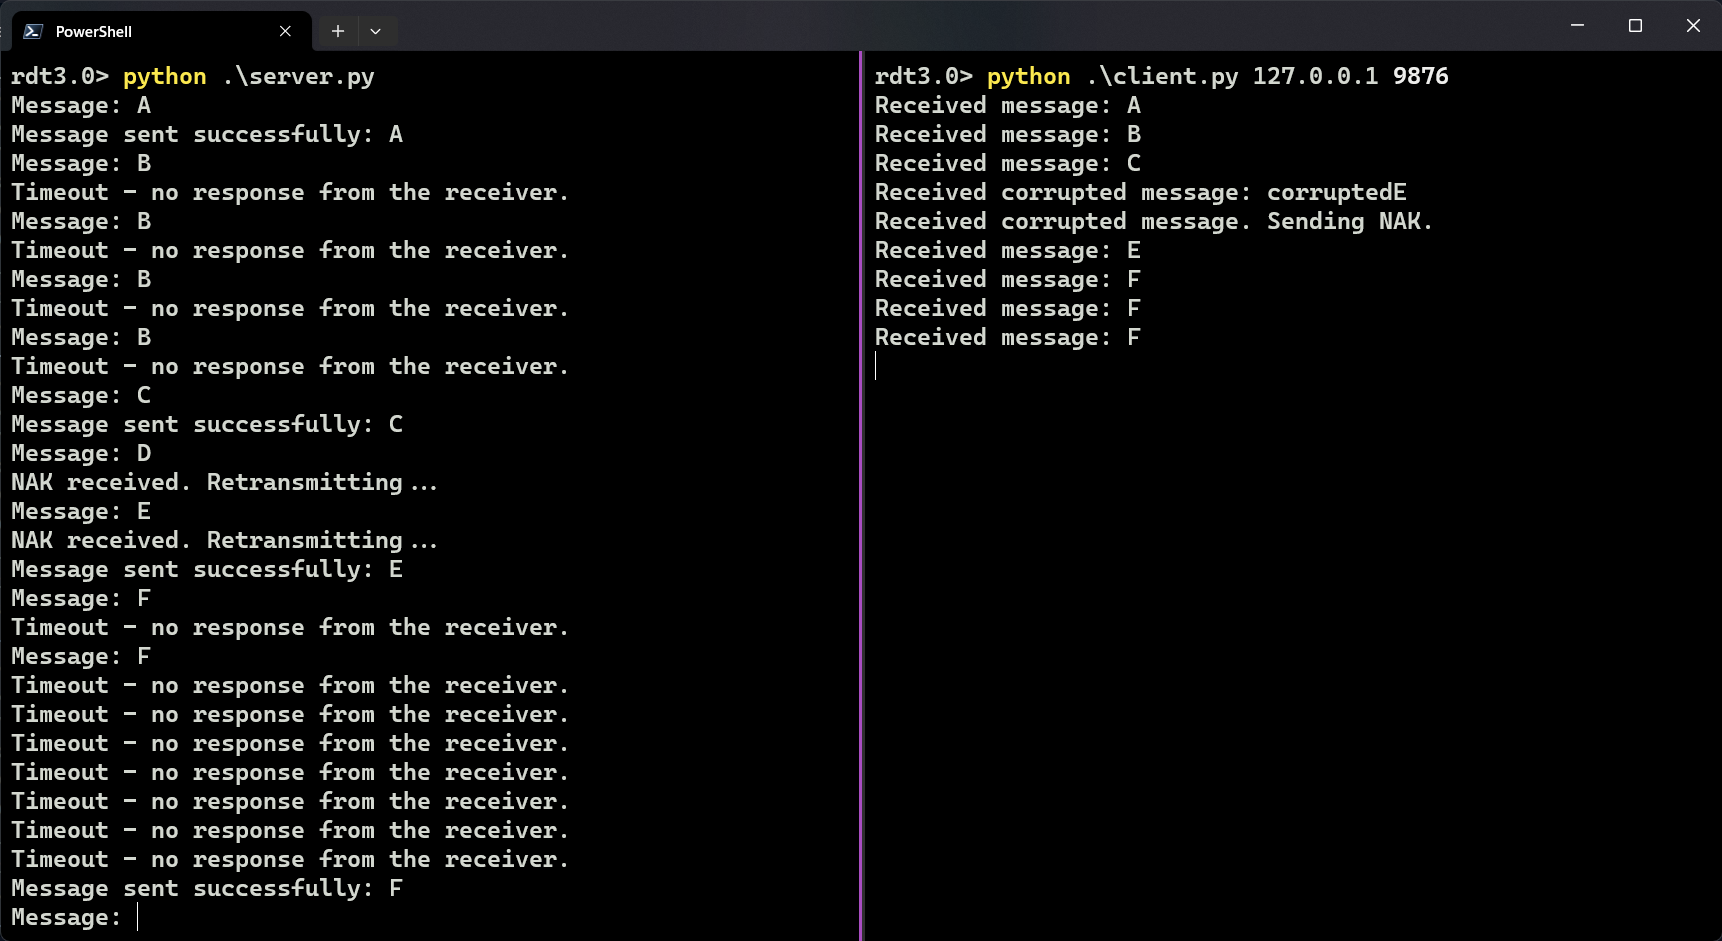 PowerShell
rdt3.0> python .\server.py
Message: A
Message sent successfully: A
Message: B
Timeout - no response from the receiver.
Message: B
Timeout - no response from the receiver.
Message: B
Timeout - no response from the receiver.
Message: B
Timeout - no response from the receiver.
Message: C
Message sent successfully: C
Message: D
NAK received. Retransmitting...
Message: E
NAK received. Retransmitting...
Message sent successfully: E
Message: F
Timeout - no response from the receiver.
Message: F
Timeout - no response from the receiver.
Timeout - no response from the receiver.
Timeout - no response from the receiver.
Timeout - no response from the receiver.
Timeout - no response from the receiver.
Timeout - no response from the receiver.
Timeout - no response from the receiver.
Message sent successfully: F
Message:
rdt3.0> python .\client.py 127.0.0.1 9876
Received message: A
Received message: B
Received message: C
Received corrupted message: corruptedE
Received corrupted message. Sending NAK.
Received message: E
Received message: F
Received message: F
Received message: F